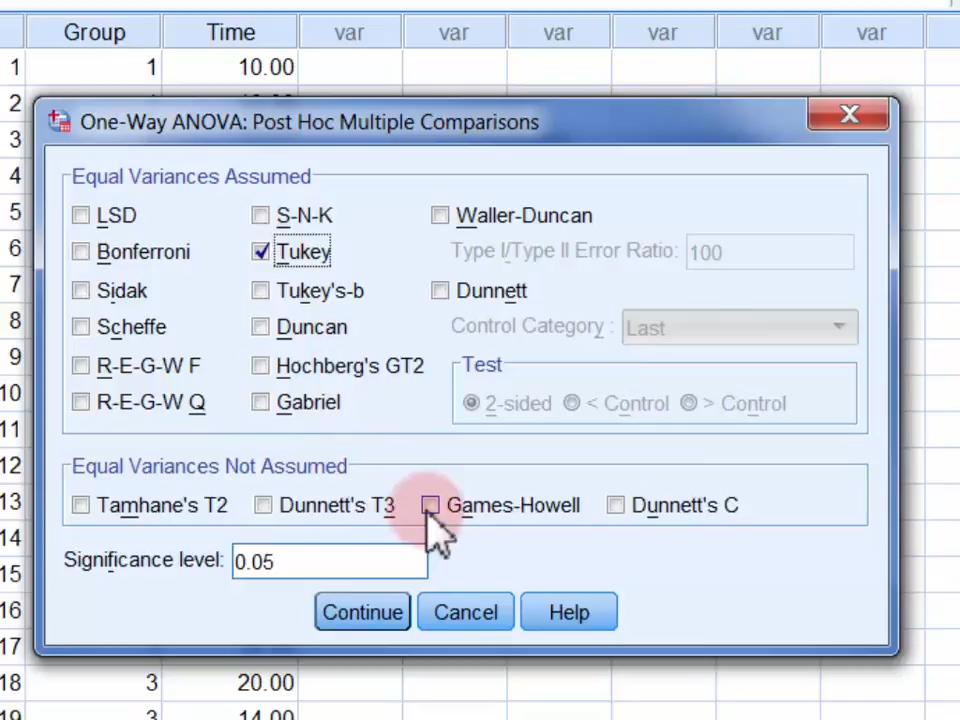 Group Time var var var var var var
1 1 10.00
2
One-Way ANOVA: Post Hoc Multiple Comparisons
3
Equal Variances Assumed
4
5 LSD S-N-K Waller-Duncan
6 Bonferroni Tukey Type I/Type II Error Ratio: 100
7 Sidak Tukey's-b Dunnett
8 Scheffe Duncan Control Category : Last
9 R-E-G-W F Hochberg's GT2 Test
10 R-E-G-W Q Gabriel 2-sided < Control > Control
11
12 Equal Variances Not Assumed
13 Tamhane's T2 Dunnett's T3 Games-Howell Dunnett's C
14
15 Significance level: 0.05
16 Continue Cancel Help
17
18 3 20.00
19 3 14.00